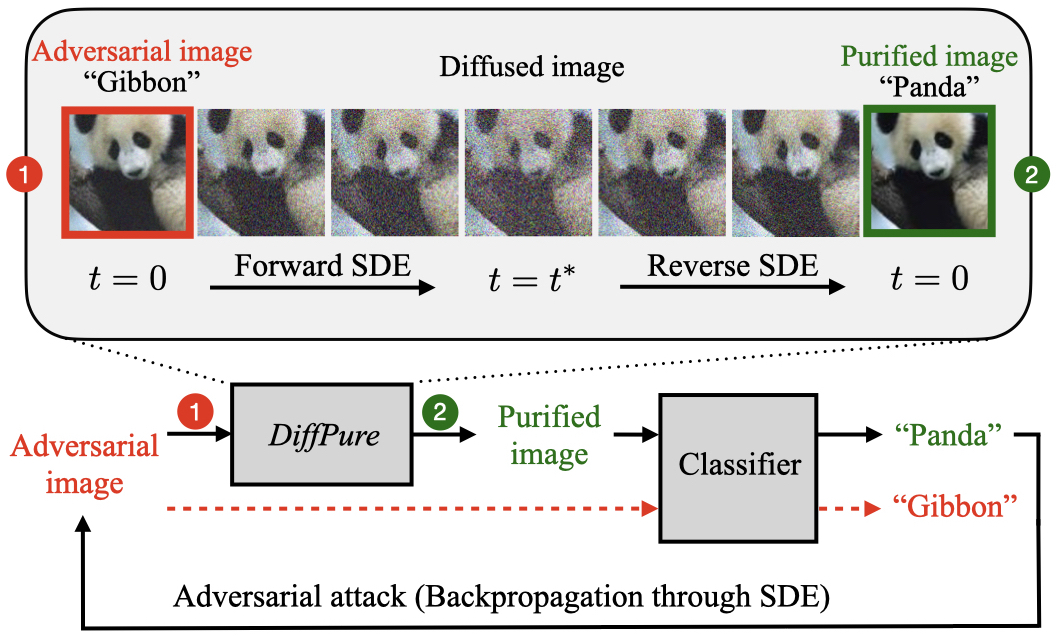 Adversarial image
“Gibbon”
Diffused image
Purified image
“Panda”
1
2
t = 0
Forward SDE
t = t*
Reverse SDE
t = 0
1
DiffPure
2
Adversarial
image
Purified
image
Classifier
“Panda”
“Gibbon”
Adversarial attack (Backpropagation through SDE)